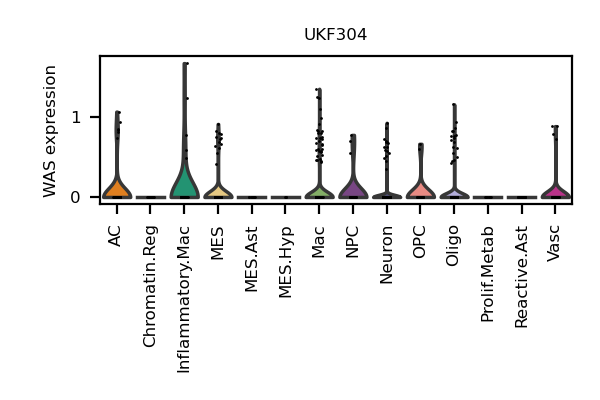 UKF304
WAS expression
1
0
AC
Chromatin.Reg
Inflammatory.Mac
MES
MES.Ast
MES.Hyp
Mac
NPC
Neuron
OPC
Oligo
Prolif.Metab
Reactive.Ast
Vasc